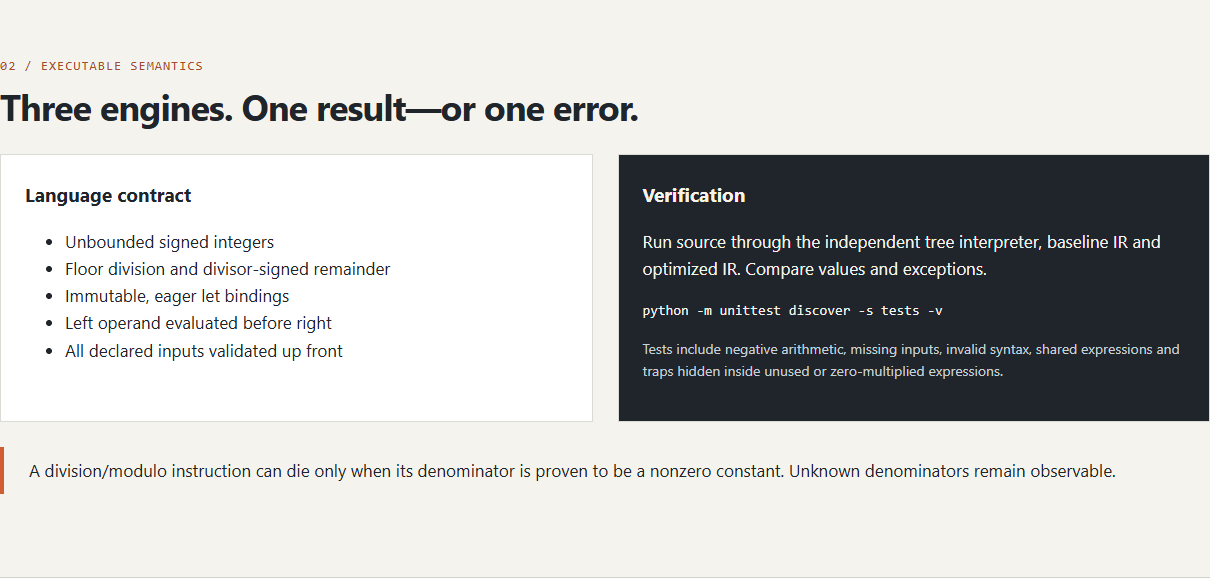 02 / EXECUTABLE SEMANTICS
Three engines. One result—or one error.
Language contract
Unbounded signed integers
Floor division and divisor-signed remainder
Immutable, eager let bindings
Left operand evaluated before right
All declared inputs validated up front
Verification
Run source through the independent tree interpreter, baseline IR and
optimized IR. Compare values and exceptions.
python -m unittest discover -s tests -v
Tests include negative arithmetic, missing inputs, invalid syntax, shared expressions and
traps hidden inside unused or zero-multiplied expressions.
A division/modulo instruction can die only when its denominator is proven to be a nonzero constant. Unknown denominators remain observable.